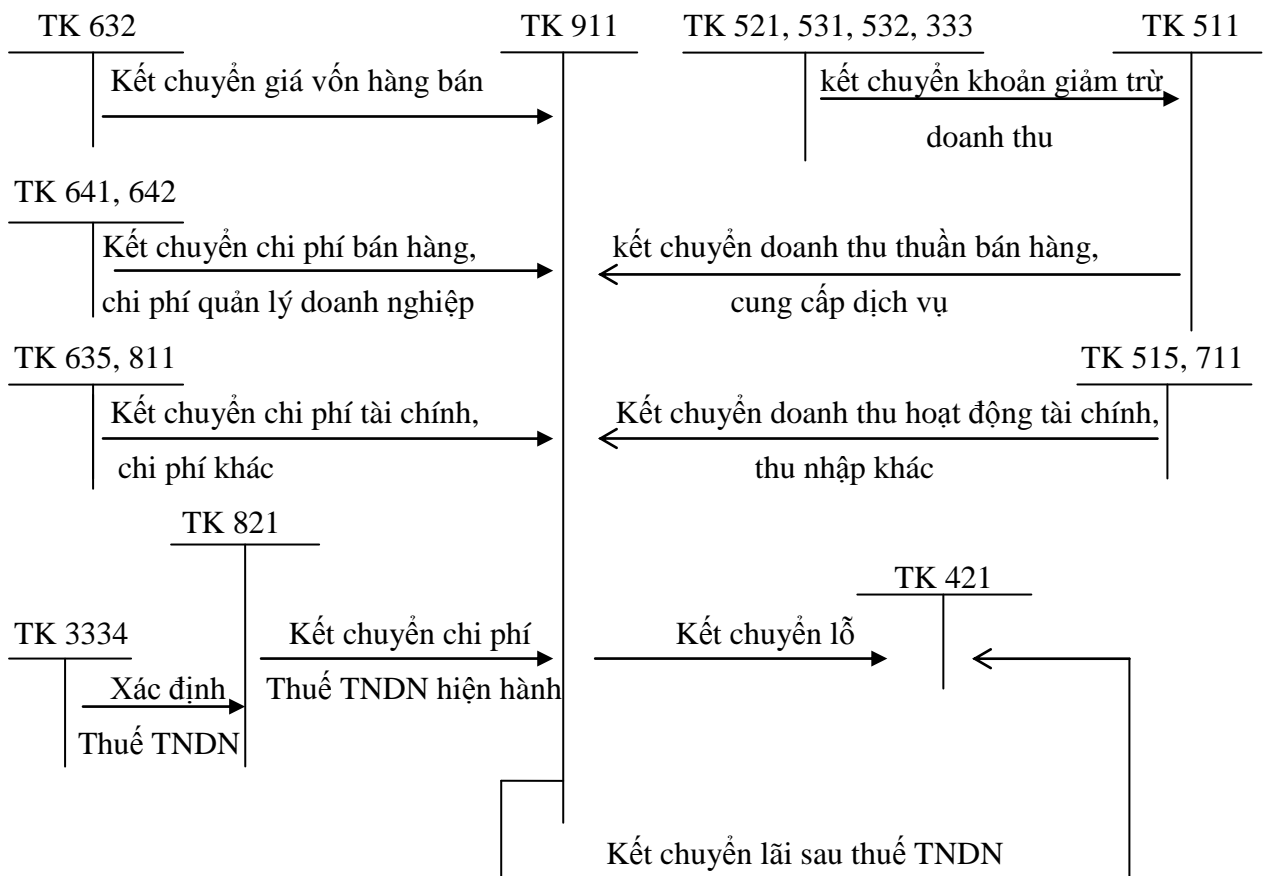 TK 632
TK 911
TK 521, 531, 532, 333
TK 511
Kết chuyển giá vốn hàng bán
kết chuyển khoản giảm trừ
doanh thu
TK 641, 642
Kết chuyển chi phí bán hàng,
chi phí quản lý doanh nghiệp
kết chuyển doanh thu thuần bán hàng,
cung cấp dịch vụ
TK 635, 811
TK 515, 711
Kết chuyển chi phí tài chính,
chi phí khác
Kết chuyển doanh thu hoạt động tài chính,
thu nhập khác
TK 821
TK 421
TK 3334
Kết chuyển chi phí
Thuế TNDN hiện hành
Kết chuyển lỗ
Xác định
Thuế TNDN
Kết chuyển lãi sau thuế TNDN